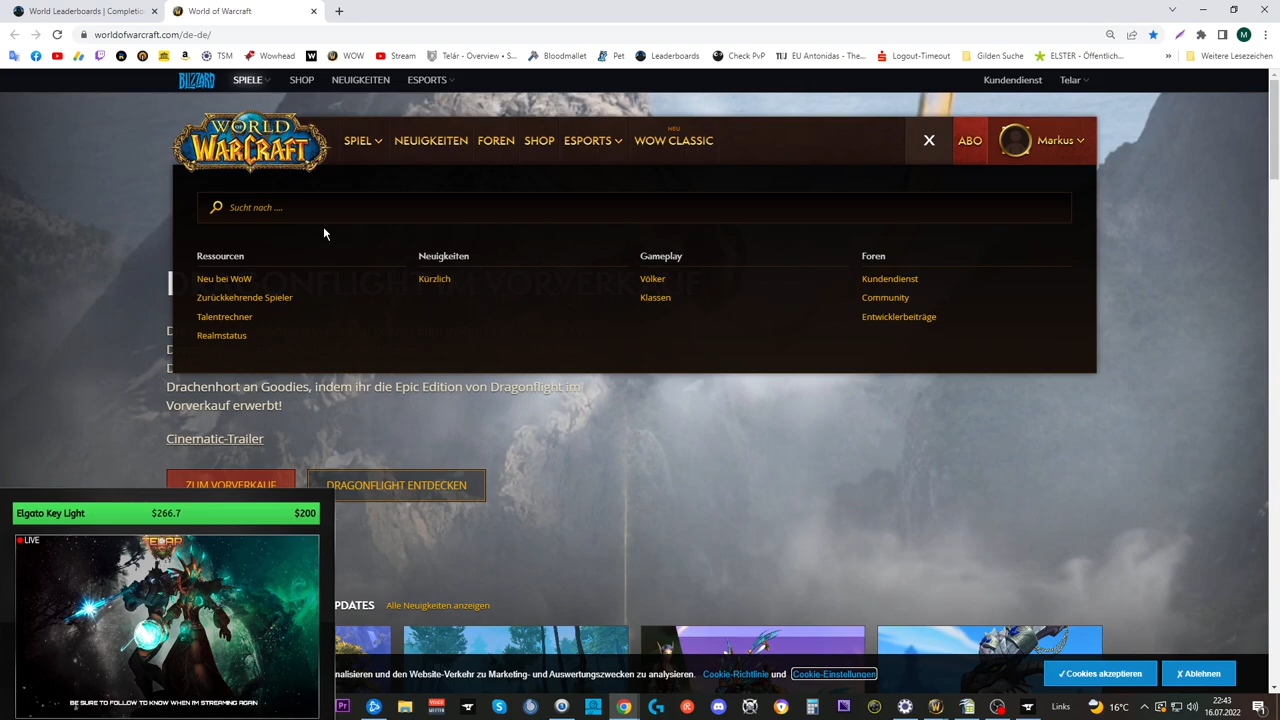 World Leaderboards | Completio
World of Warcraft
worldofwarcraft.com/de-de/
TSM
Wowhead
WOW
Stream
Telár - Overview • S...
Bloodmallet
Pet
Leaderboards
Check PvP
EU Antonidas - The...
Logout-Timeout
Gilden Suche
ELSTER - Öffentlich...
»
Weitere Lesezeichen
BLIZZARD
SPIELE
SHOP
NEUIGKEITEN
ESPORTS
Kundendienst
Telar
WORLD
WARCRAFT
SPIEL
NEUIGKEITEN
FOREN
SHOP
ESPORTS
NEU
WOW CLASSIC
ABO
Markus
Sucht nach ....
Ressourcen
Neuigkeiten
Gameplay
Foren
Neu bei WoW
Kürzlich
Völker
Kundendienst
Zurückkehrende Spieler
Klassen
Community
Talentrechner
Entwicklerbeiträge
Realmstatus
Drachenhort an Goodies, indem ihr die Epic Edition von Dragonflight im
Vorverkauf erwerbt!
Cinematic-Trailer
ZUM VORVERKAUF
DRAGONFLIGHT ENTDECKEN
Elgato Key Light $266.7 $200
LIVE
TELAR
BE SURE TO FOLLOW TO KNOW WHEN I'M STREAMING AGAIN
PDATES
Alle Neuigkeiten anzeigen
nalisieren und den Website-Verkehr zu Marketing- und Auswertungszwecken zu analysieren. Cookie-Richtlinie und Cookie-Einstellungen
✓ Cookies akzeptieren
✗ Ablehnen
Links
16°C
22:43
16.07.2022